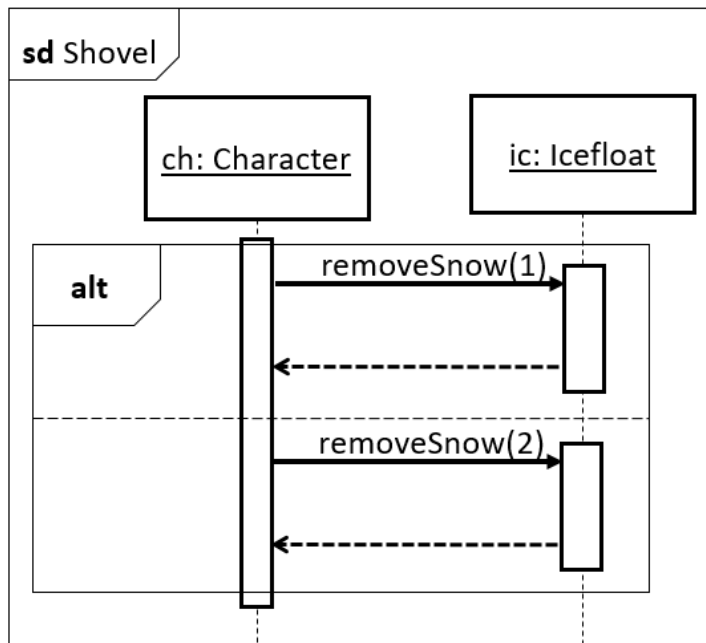 sd Shovel
ch: Character
ic: Icefloat
alt
removeSnow(1)
removeSnow(2)